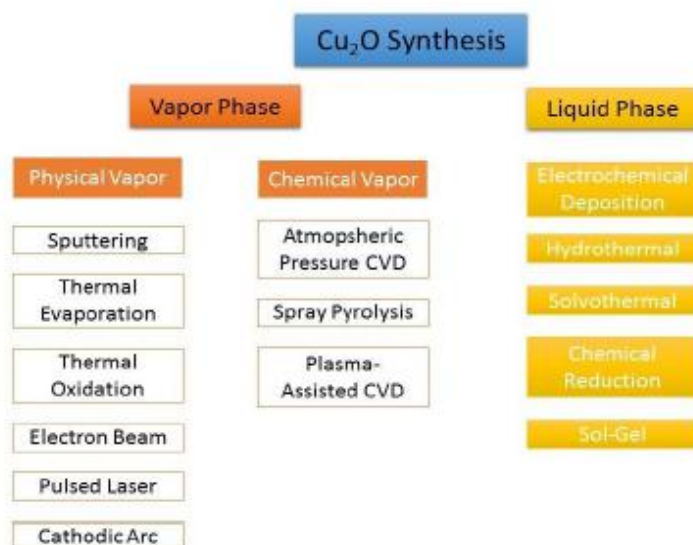 Cu₂O Synthesis
Vapor Phase
Liquid Phase
Physical Vapor
Sputtering
Thermal
Evaporation
Thermal
Oxidation
Electron Beam
Pulsed Laser
Cathodic Arc
Chemical Vapor
Atmopsheric
Pressure CVD
Spray Pyrolysis
Plasma-
Assisted CVD
Electrochemical
Deposition
Hydrothermal
Solvothermal
Chemical
Reduction
Sol-Gel